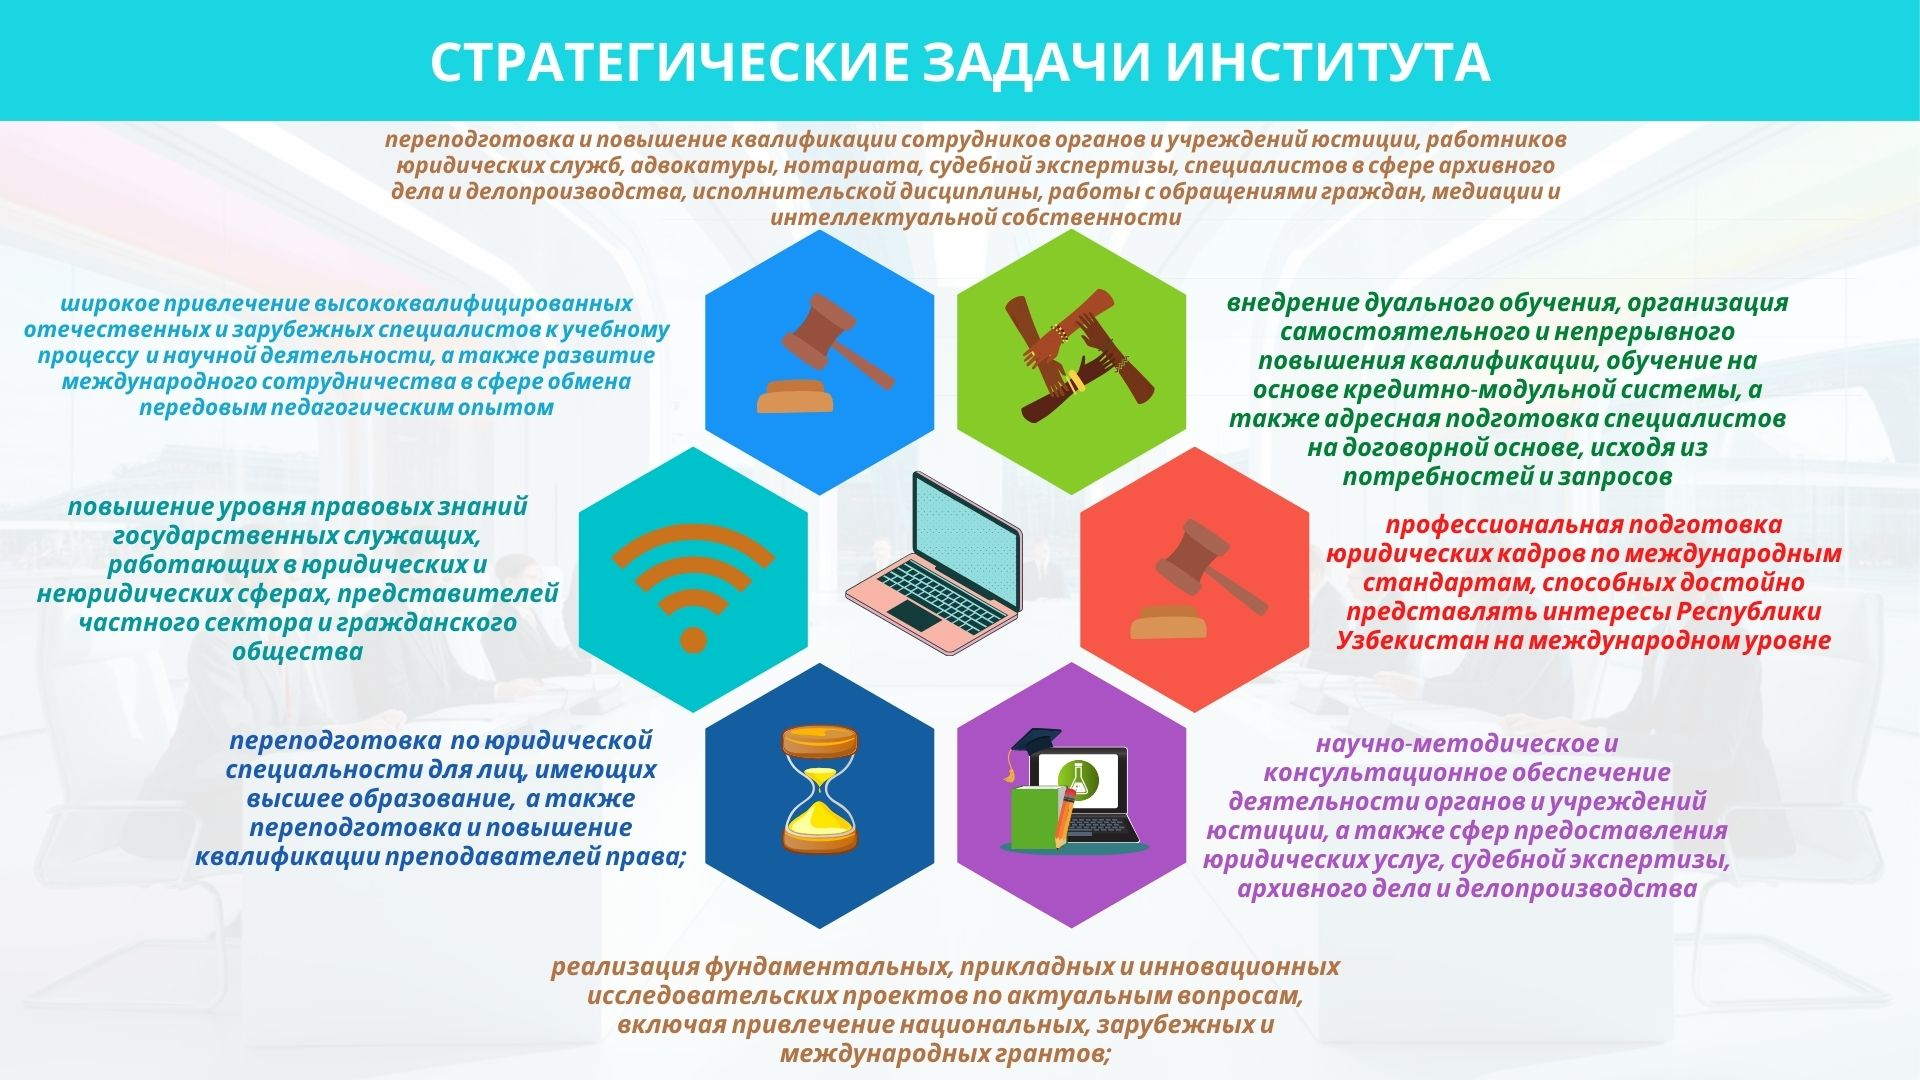 СТРАТЕГИЧЕСКИЕ ЗАДАЧИ ИНСТИТУТА
переподготовка и повышение квалификации сотрудников органов и учреждений юстиции, работников
юридических служб, адвокатуры, нотариата, судебной экспертизы, специалистов в сфере архивного
дела и делопроизводства, исполнительской дисциплины, работы с обращениями граждан, медиации и
интеллектуальной собственности
широкое привлечение высококвалифицированных
отечественных и зарубежных специалистов к учебному
процессу и научной деятельности, а также развитие
международного сотрудничества в сфере обмена
передовым педагогическим опытом
внедрение дуального обучения, организация
самостоятельного и непрерывного
повышения квалификации, обучение на
основе кредитно-модульной системы, а
также адресная подготовка специалистов
на договорной основе, исходя из
потребностей и запросов
повышение уровня правовых знаний
государственных служащих,
работающих в юридических и
неюридических сферах, представителей
частного сектора и гражданского
общества
профессиональная подготовка
юридических кадров по международным
стандартам, способных достойно
представлять интересы Республики
Узбекистан на международном уровне
переподготовка по юридической
специальности для лиц, имеющих
высшее образование, а также
переподготовка и повышение
квалификации преподавателей права;
научно-методическое и
консультационное обеспечение
деятельности органов и учреждений
юстиции, а также сфер предоставления
юридических услуг, судебной экспертизы,
архивного дела и делопроизводства
реализация фундаментальных, прикладных и инновационных
исследовательских проектов по актуальным вопросам,
включая привлечение национальных, зарубежных и
международных грантов;